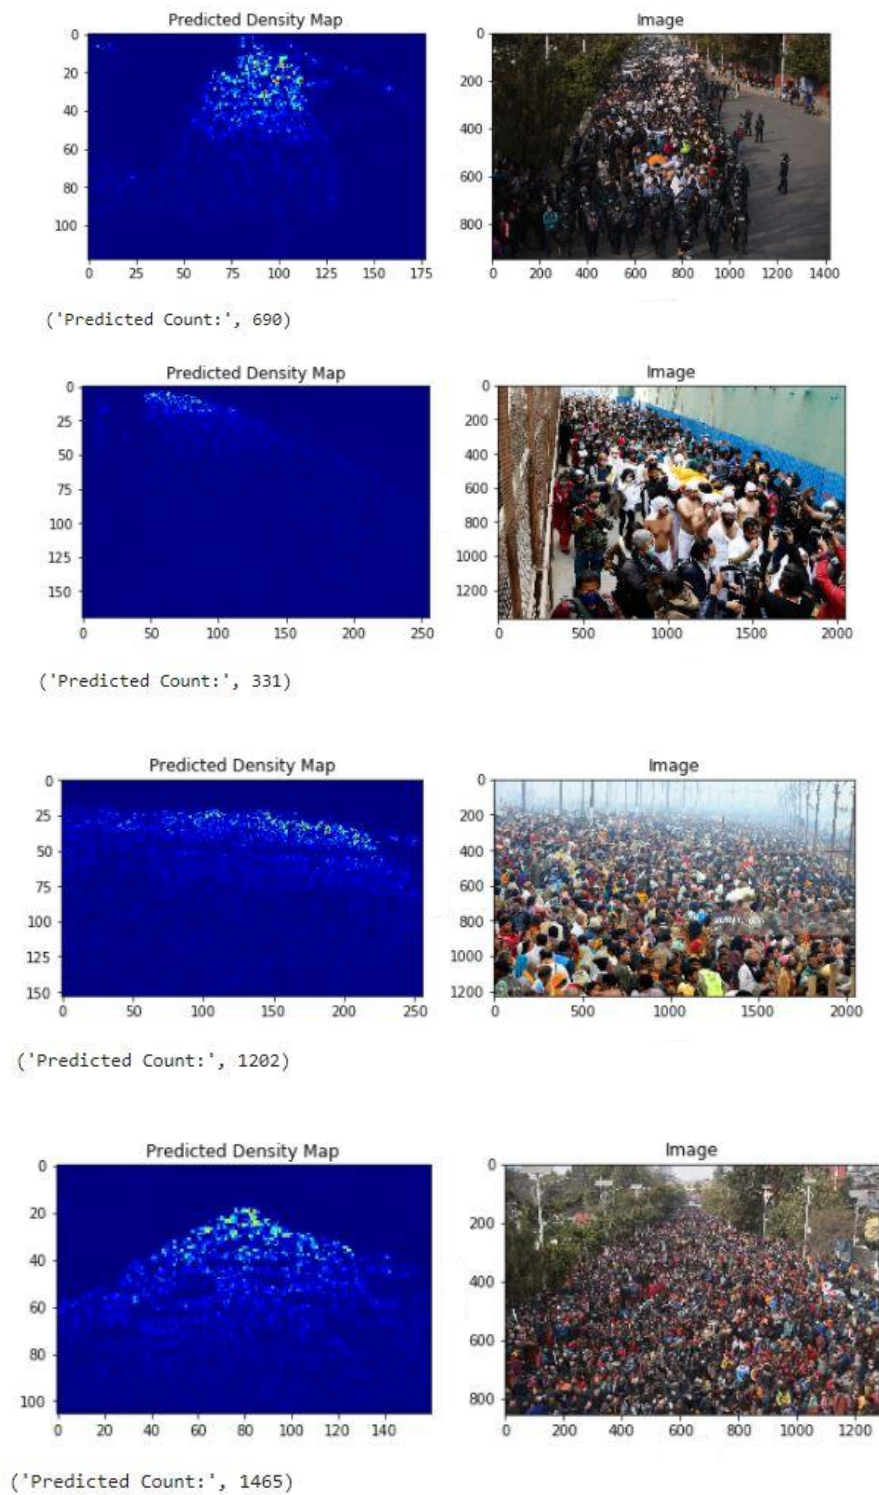 Predicted Density Map
Image
0
20
40
60
80
100
0 25 50 75 100 125 150 175
0
200
400
600
800
0 200 400 600 800 1000 1200 1400
('Predicted Count:', 690)
Predicted Density Map
Image
0
25
50
75
100
125
150
0 50 100 150 200 250
0
200
400
600
800
1000
1200
0 500 1000 1500 2000
('Predicted Count:', 331)
Predicted Density Map
Image
0
25
50
75
100
125
150
0 50 100 150 200 250
0
200
400
600
800
1000
1200
0 500 1000 1500 2000
('Predicted Count:', 1202)
Predicted Density Map
Image
0
20
40
60
80
100
0 20 40 60 80 100 120 140
0
200
400
600
800
0 200 400 600 800 1000 1200
('Predicted Count:', 1465)